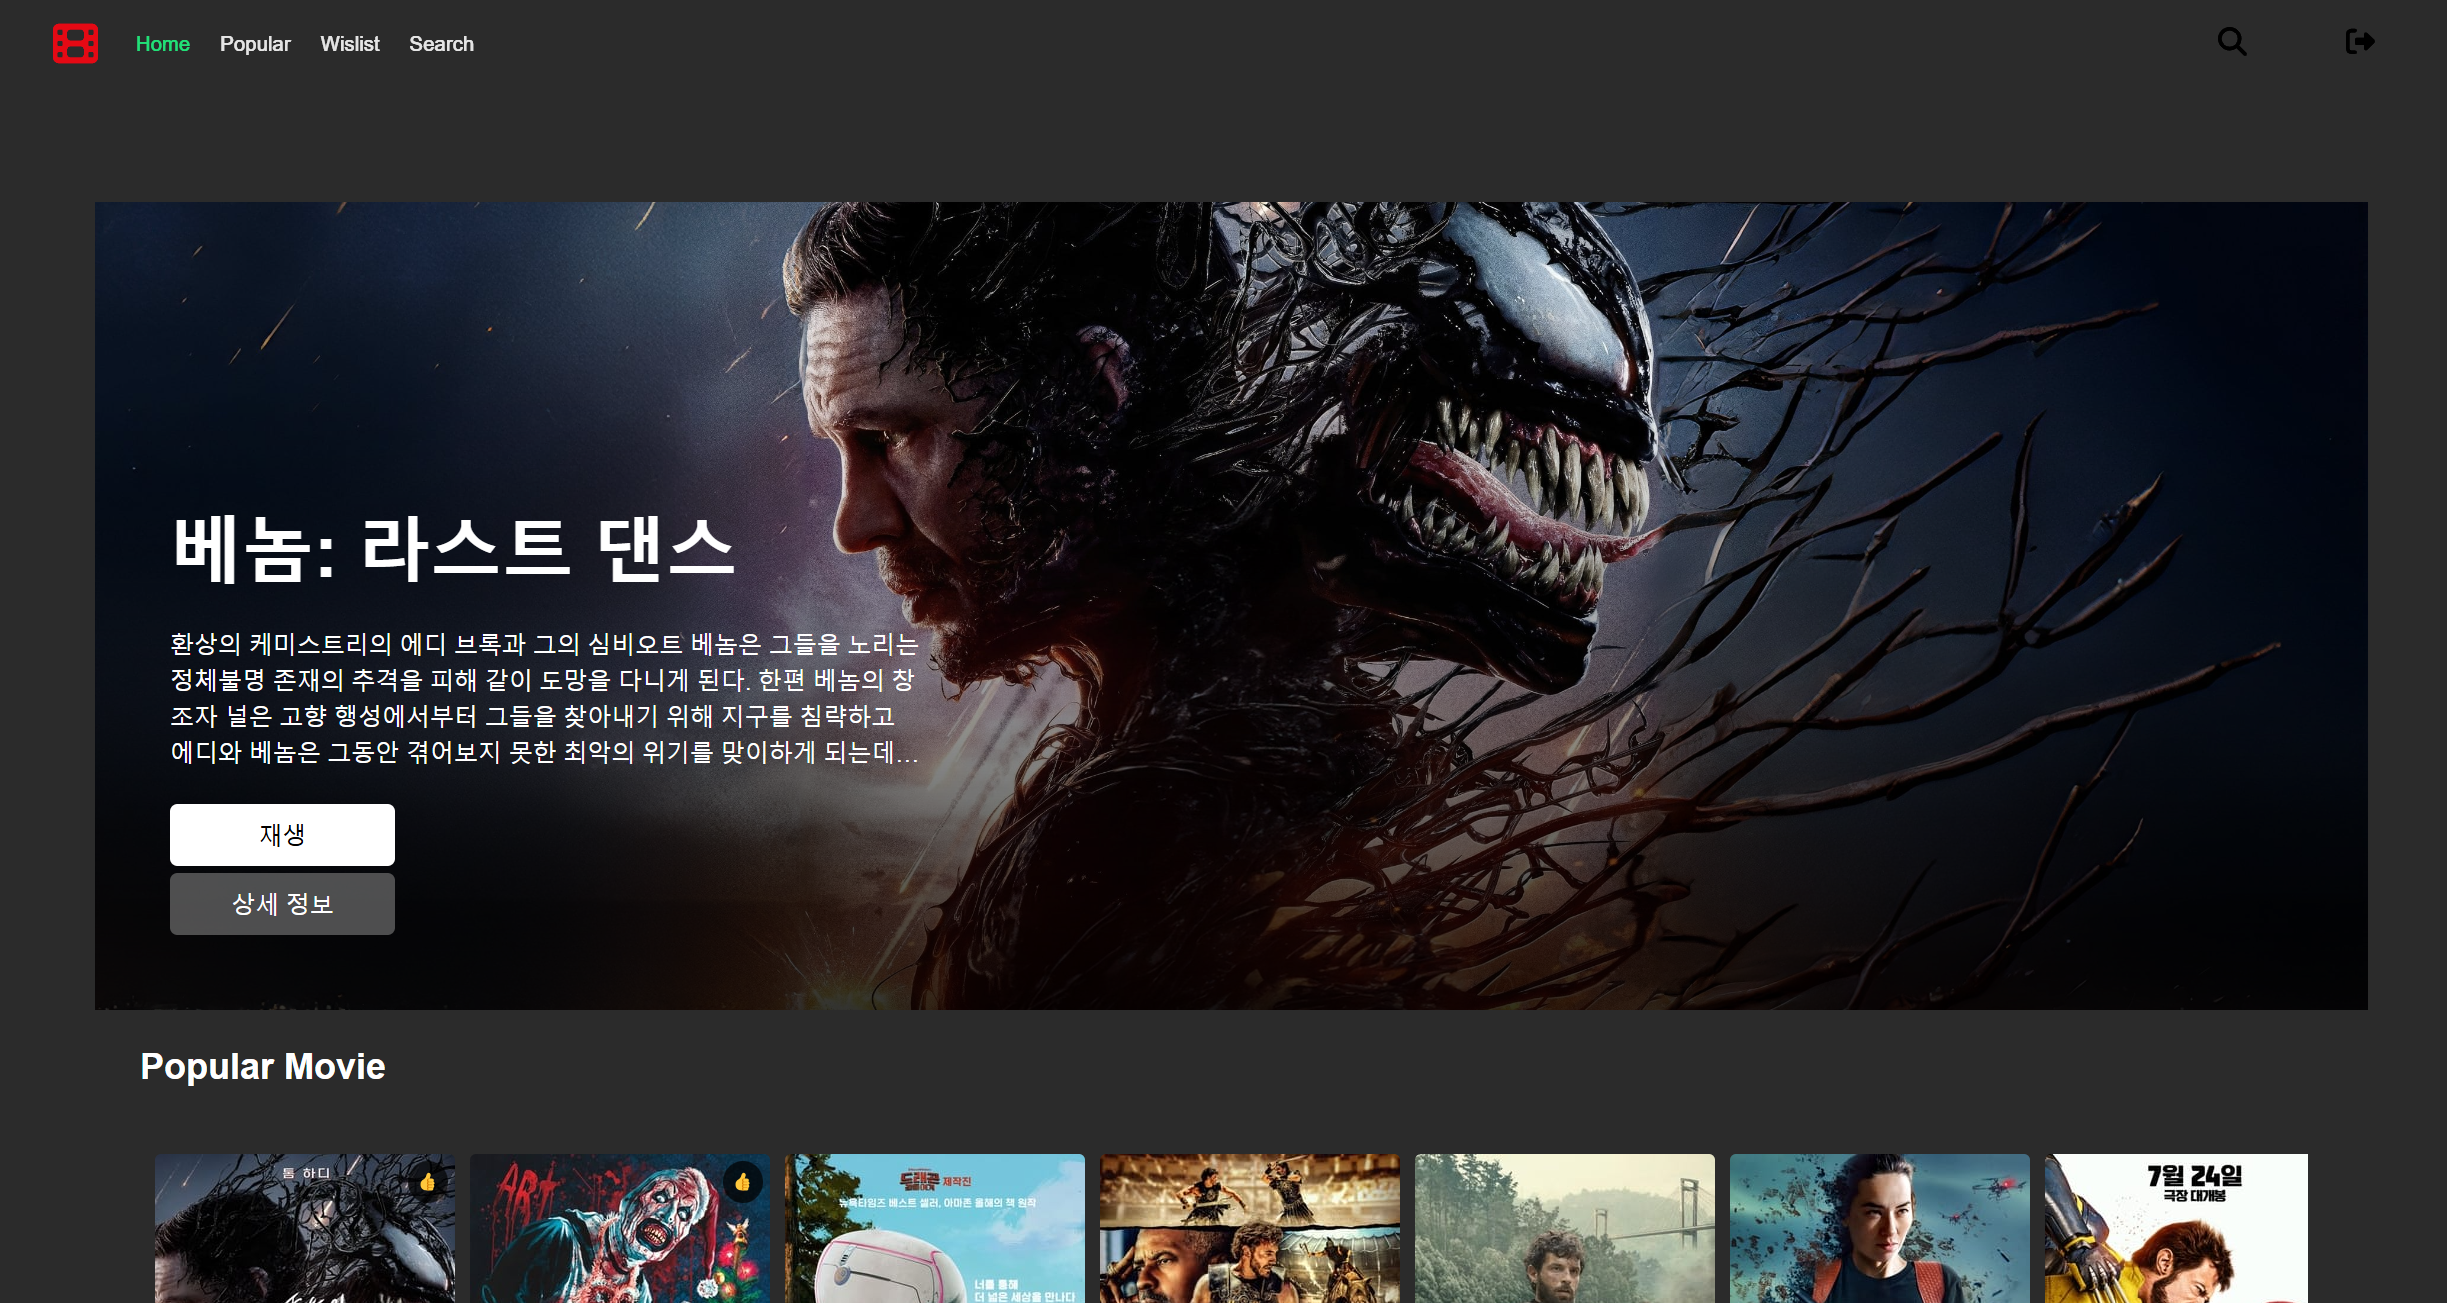 Home Popular Wislist Search
베놈: 라스트 댄스
환상의 케미스트리의 에디 브록과 그의 심비오트 베놈은 그들을 노리는
정체불명 존재의 추격을 피해 같이 도망을 다니게 된다. 한편 베놈의 창
조자 널은 고향 행성에서부터 그들을 찾아내기 위해 지구를 침략하고
에디와 베놈은 그동안 겪어보지 못한 최악의 위기를 맞이하게 되는데…
재생
상세 정보
Popular Movie
톰 하디
ART
드래곤
제작진
뉴욕타임즈 베스트 셀러, 아마존 올해의 책 원작
너를 통해
더 넓은 세상을 만나다
7월 24일
극장 대개봉